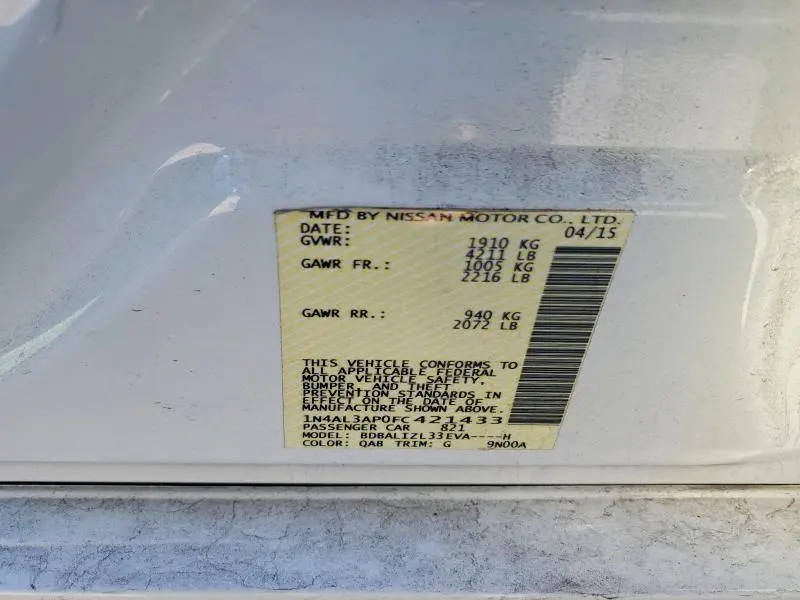 MFD BY NISSAN MOTOR CO., LTD.
DATE: 04/15
GVWR: 1910 KG
4211 LB
GAWR FR.: 1005 KG
2216 LB
GAWR RR.: 940 KG
2072 LB
THIS VEHICLE CONFORMS TO
ALL APPLICABLE FEDERAL
MOTOR VEHICLE SAFETY,
BUMPER, AND THEFT
PREVENTION STANDARDS IN
EFFECT ON THE DATE OF
MANUFACTURE SHOWN ABOVE.
1N4AL3AP0FC421433
PASSENGER CAR 821
MODEL: BDBALIZL33EVA----H
COLOR: QAB TRIM: G 9N00A